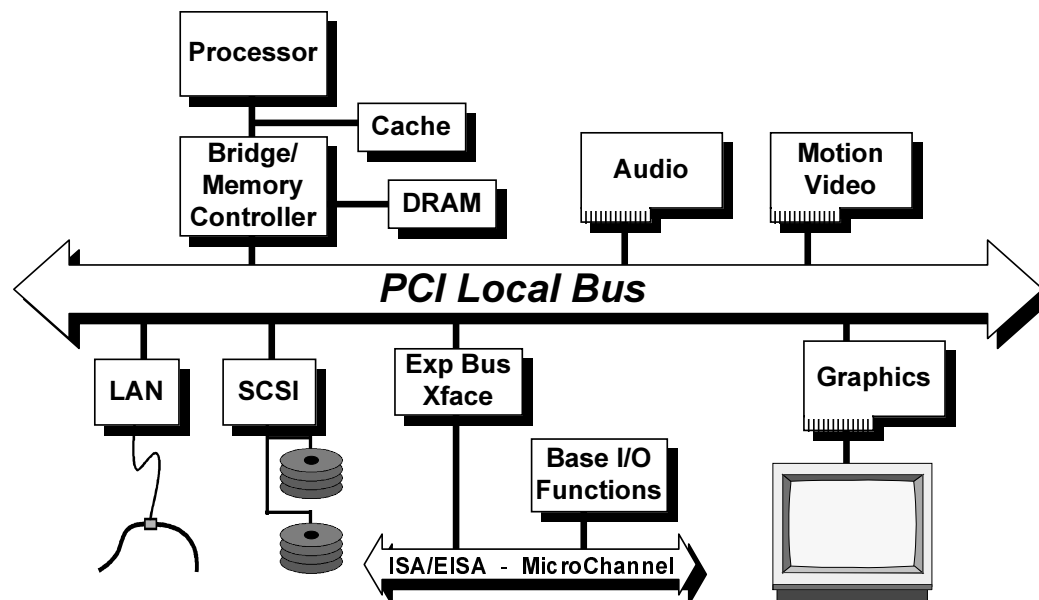 Processor
Cache
Bridge/
Memory
Controller
DRAM
Audio
Motion
Video
PCI Local Bus
LAN
SCSI
Exp Bus
Xface
Graphics
Base I/O
Functions
ISA/EISA - MicroChannel